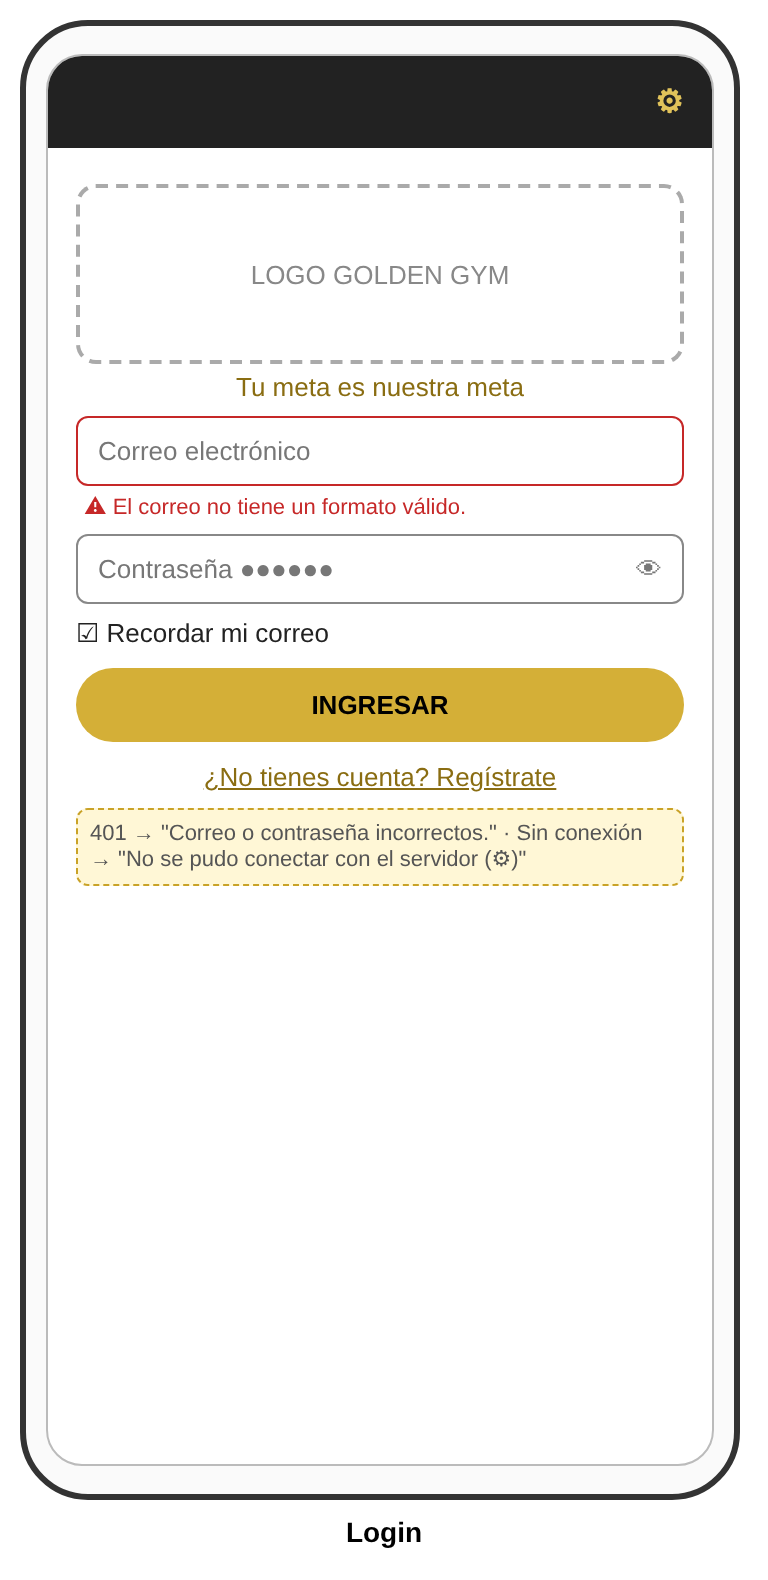 ⚙
LOGO GOLDEN GYM
Tu meta es nuestra meta
Correo electrónico
⚠ El correo no tiene un formato válido.
Contraseña ●●●●●● 👁
☑ Recordar mi correo
INGRESAR
¿No tienes cuenta? Regístrate
401 → "Correo o contraseña incorrectos." · Sin conexión
→ "No se pudo conectar con el servidor (⚙)"
Login